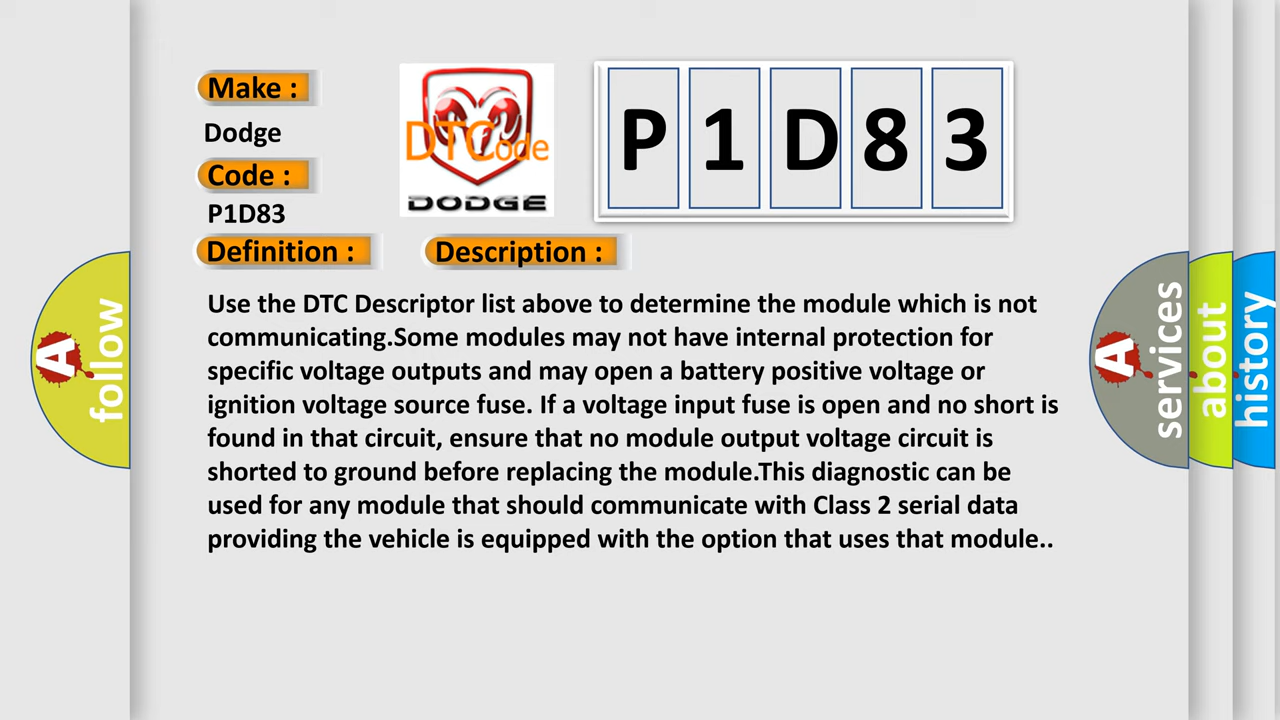 Make :
Dodge
Code :
P1D83
Definition :
Description :
DTCode
DODGE
P 1 D 8 3
Use the DTC Descriptor list above to determine the module which is not
communicatingSome modules may not have internal protection for
specific voltage outputs and may open a battery positive voltage or
ignition voltage source fuse. If a voltage input fuse is open and no short is
found in that circuit, ensure that no module output voltage circuit is
shorted to ground before replacing the moduleThis diagnostic can be
used for any module that should communicate with Class 2 serial data
providing the vehicle is equipped with the option that uses that module..
A follow
A services
about
history